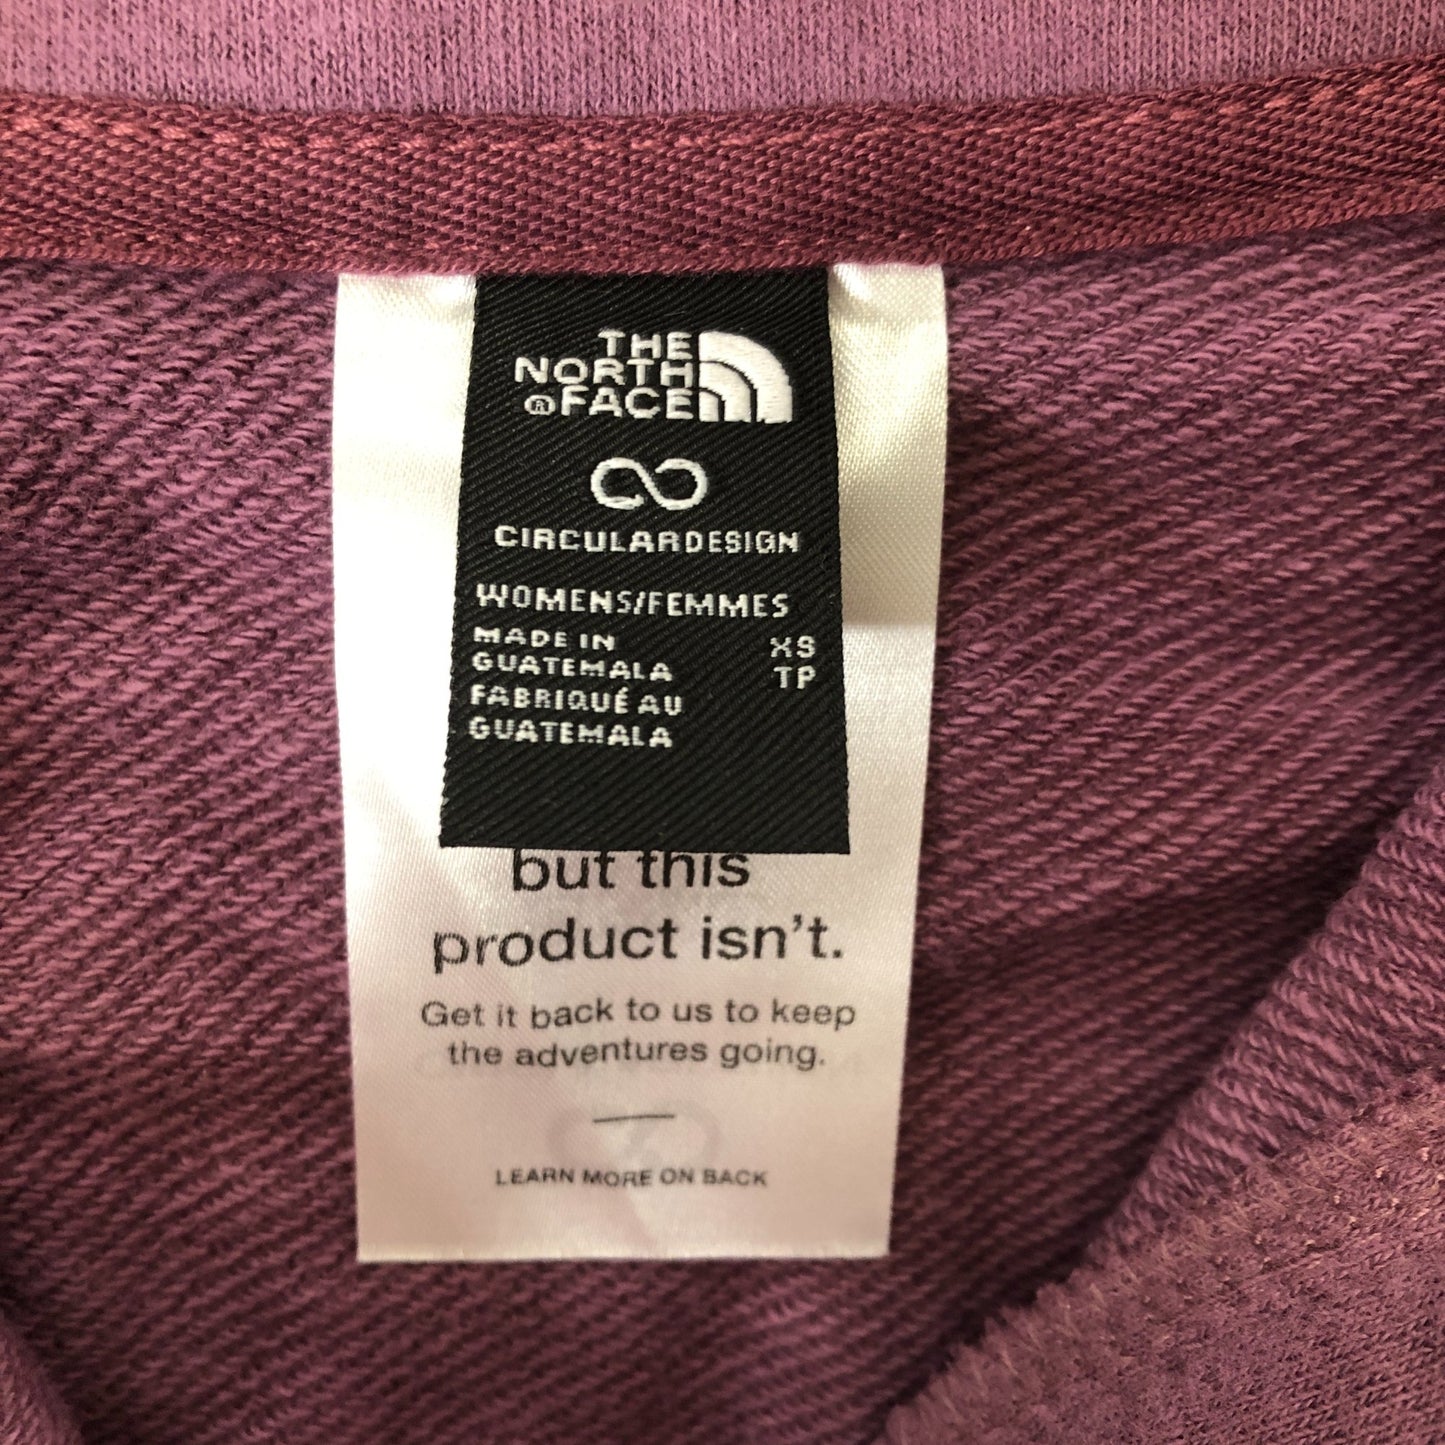 THE
NORTH
®FACE
CIRCULARDESIGN
WOMENS/FEMMES
MADE IN XS
GUATEMALA TP
FABRIQUÉ AU
GUATEMALA
but this
product isn't.
Get it back to us to keep
the adventures going.
LEARN MORE ON BACK